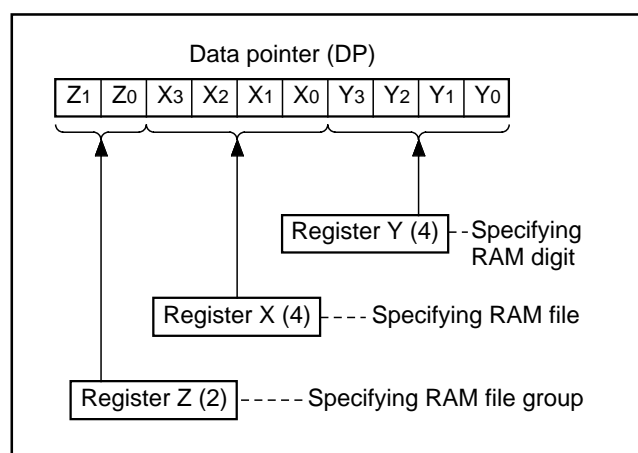 Data pointer (DP)
Z1 Z0 X3 X2 X1 X0 Y3 Y2 Y1 Y0
Register Y (4) Specifying
RAM digit
Register X (4) Specifying RAM file
Register Z (2) Specifying RAM file group